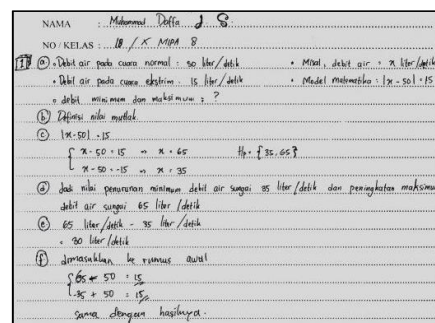 NAMA : Muhammad Daffa J S.
NO / KELAS : 18 / X MIPA 8
1 a • Debit air pada cuaca normal : 50 liter/detik • Misal, debit air = x liter/detik
• Debit air pada cuaca ekstrim : 15 liter/detik • Model matematika : |x - 50| = 15
• debit minimum dan maksimum : ?
b Definisi nilai mutlak.
c |x-50| = 15
x - 50 = 15 → x = 65 Hp = {35, 65}
x - 50 = -15 → x = 35
d Jadi nilai penurunan minimum debit air sungai 35 liter/detik dan peningkatan maksimu
debit air sungai 65 liter/detik
e 65 liter/detik - 35 liter/detik
= 30 liter/detik
f dimasukkan ke rumus awal
65 - 50 = 15
-35 + 50 = 15
sama dengan hasilnya.